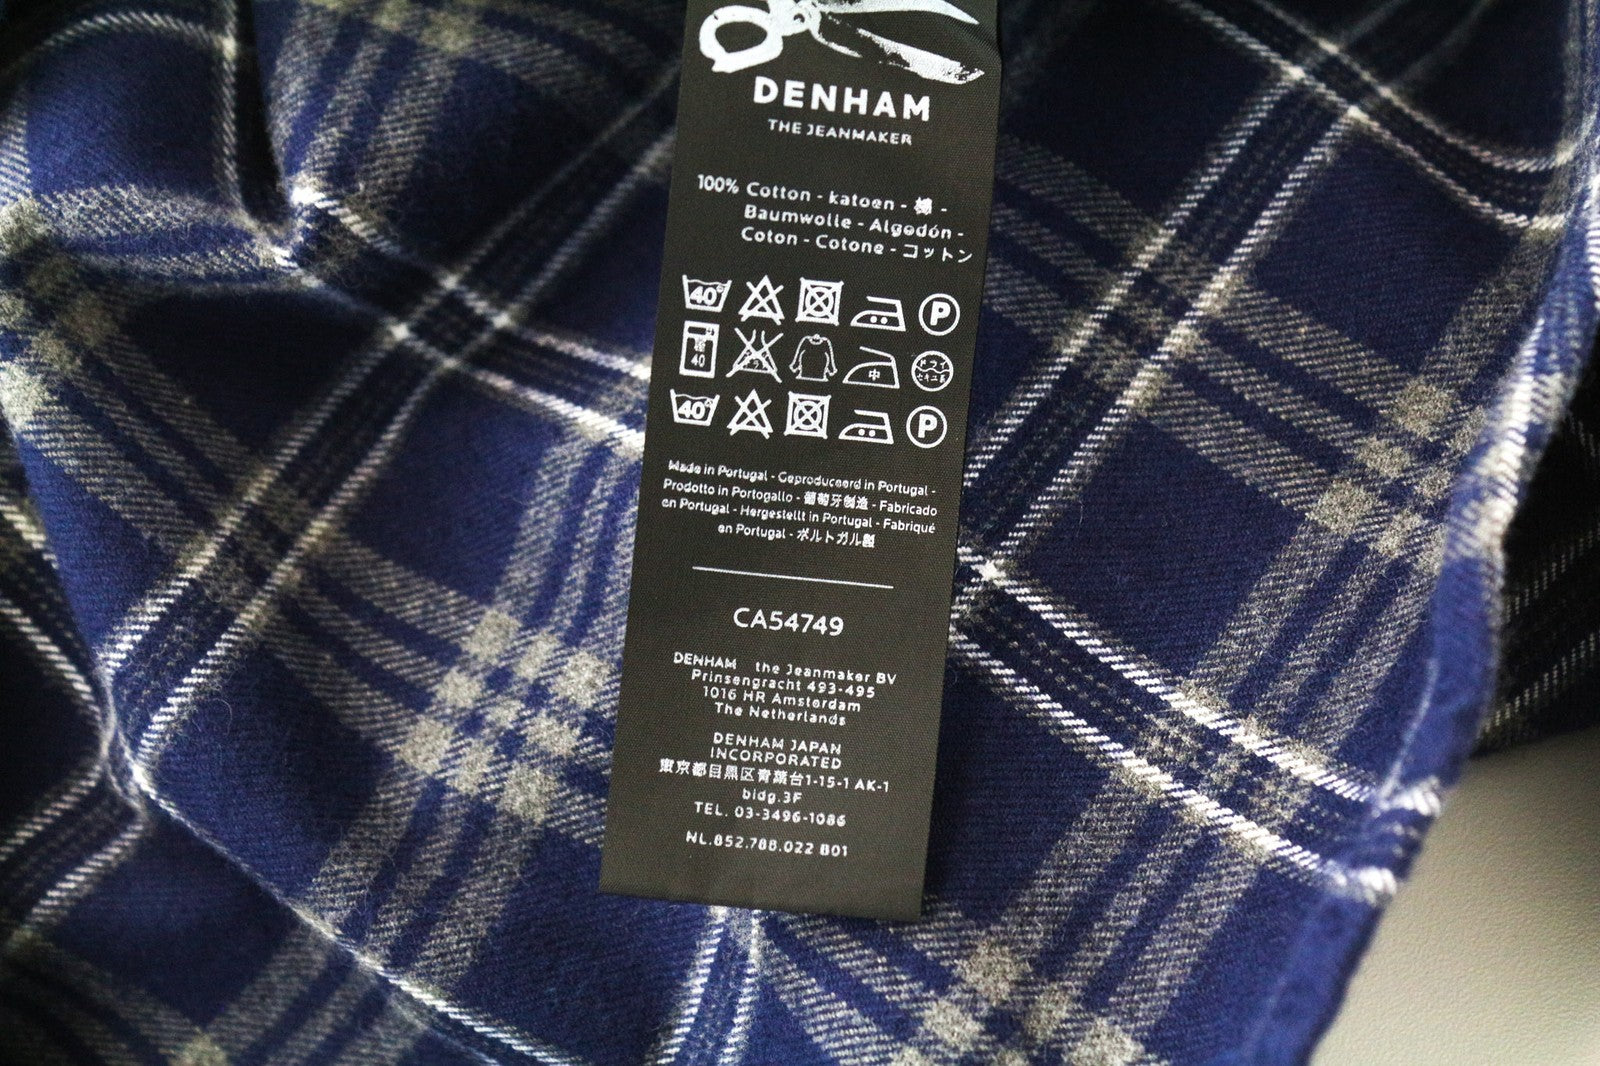 DENHAM
THE JEANMAKER
100% Cotton - katoen - 棉 -
Baumwolle - Algodón -
Coton - Cotone - コットン
40° P
40 中
40° P
Made in Portugal - Geproduceerd in Portugal -
Prodotto in Portogallo - 葡萄牙制造 - Fabricado
en Portugal - Hergestellt in Portugal - Fabriqué
en Portugal - ポルトガル製
CA54749
DENHAM the Jeanmaker BV
Prinsengracht 493-495
1016 HR Amsterdam
The Netherlands
DENHAM JAPAN
INCORPORATED
東京都目黒区青葉台1-15-1 AK-1
bldg.3F
TEL. 03-3496-1086
NL.852.788.022 B01